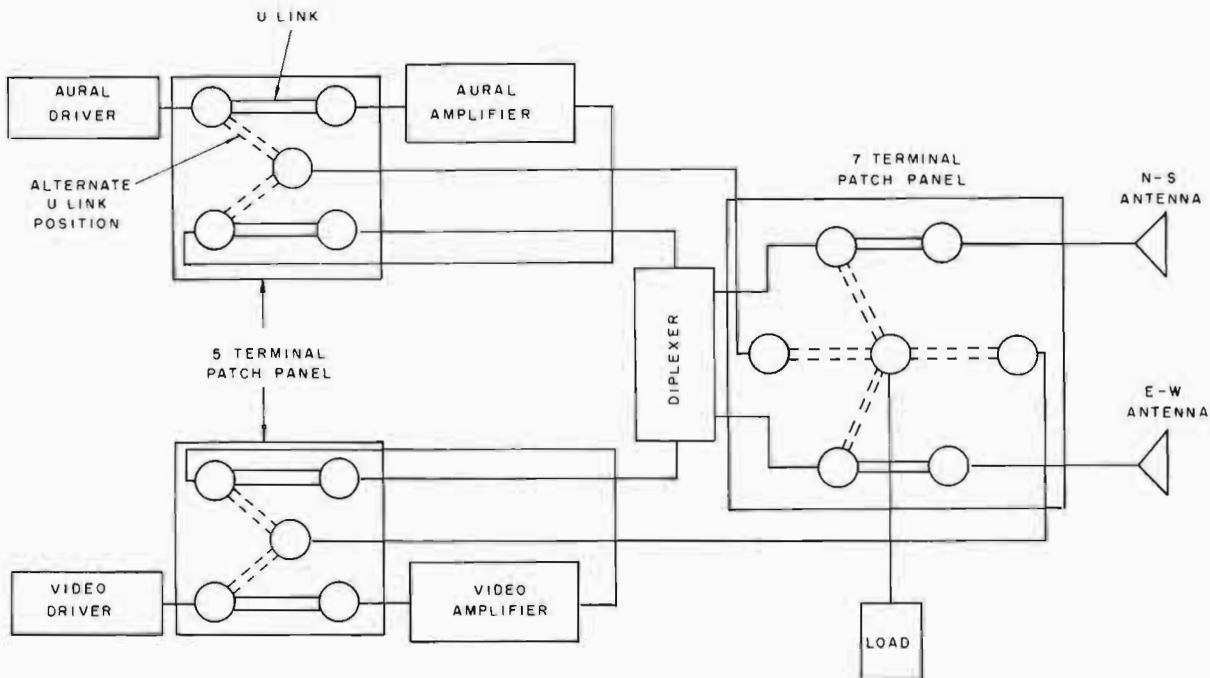 U LINK
AURAL
DRIVER
AURAL
AMPLIFIER
ALTERNATE
U LINK
POSITION
7 TERMINAL
PATCH PANEL
N-S
ANTENNA
5 TERMINAL
PATCH PANEL
DIPLEXER
E-W
ANTENNA
VIDEO
DRIVER
VIDEO
AMPLIFIER
LOAD